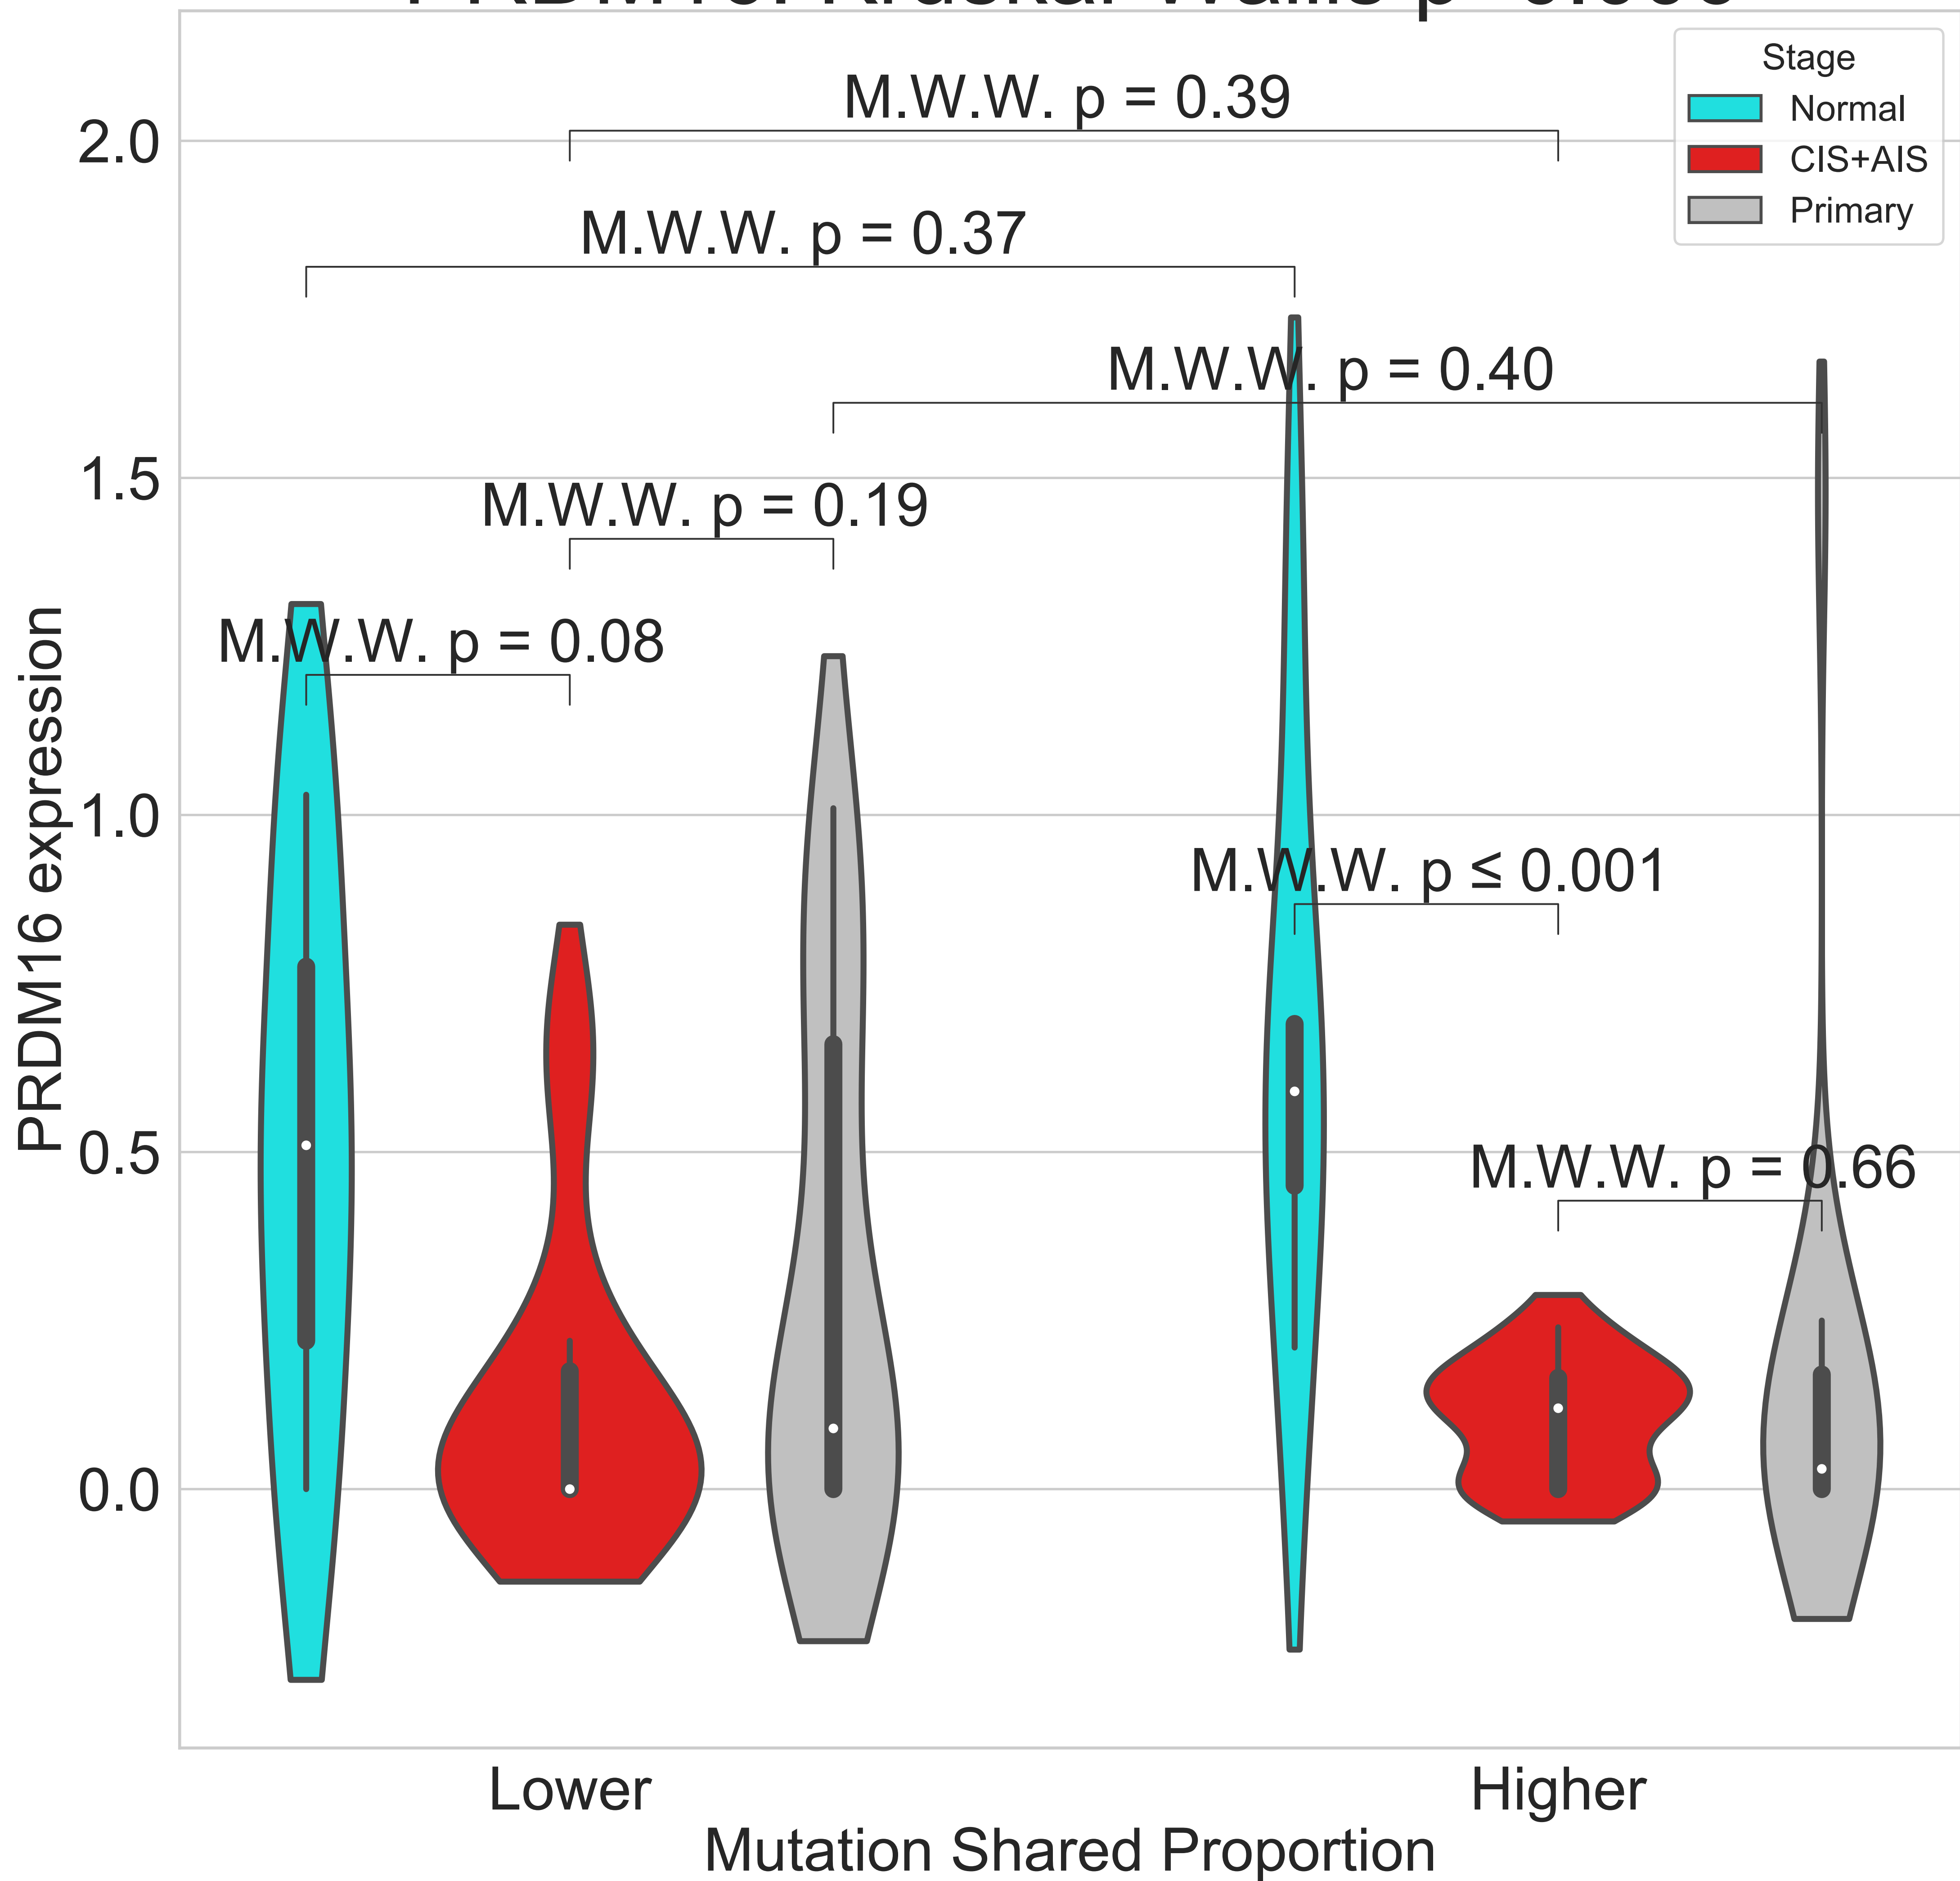 Stage
Normal
CIS+AIS
Primary
M.W.W. p = 0.39
M.W.W. p = 0.37
M.W.W. p = 0.40
M.W.W. p = 0.19
M.W.W. p = 0.08
M.W.W. p ≤ 0.001
M.W.W. p = 0.66
2.0
1.5
1.0
0.5
0.0
PRDM16 expression
Lower
Higher
Mutation Shared Proportion